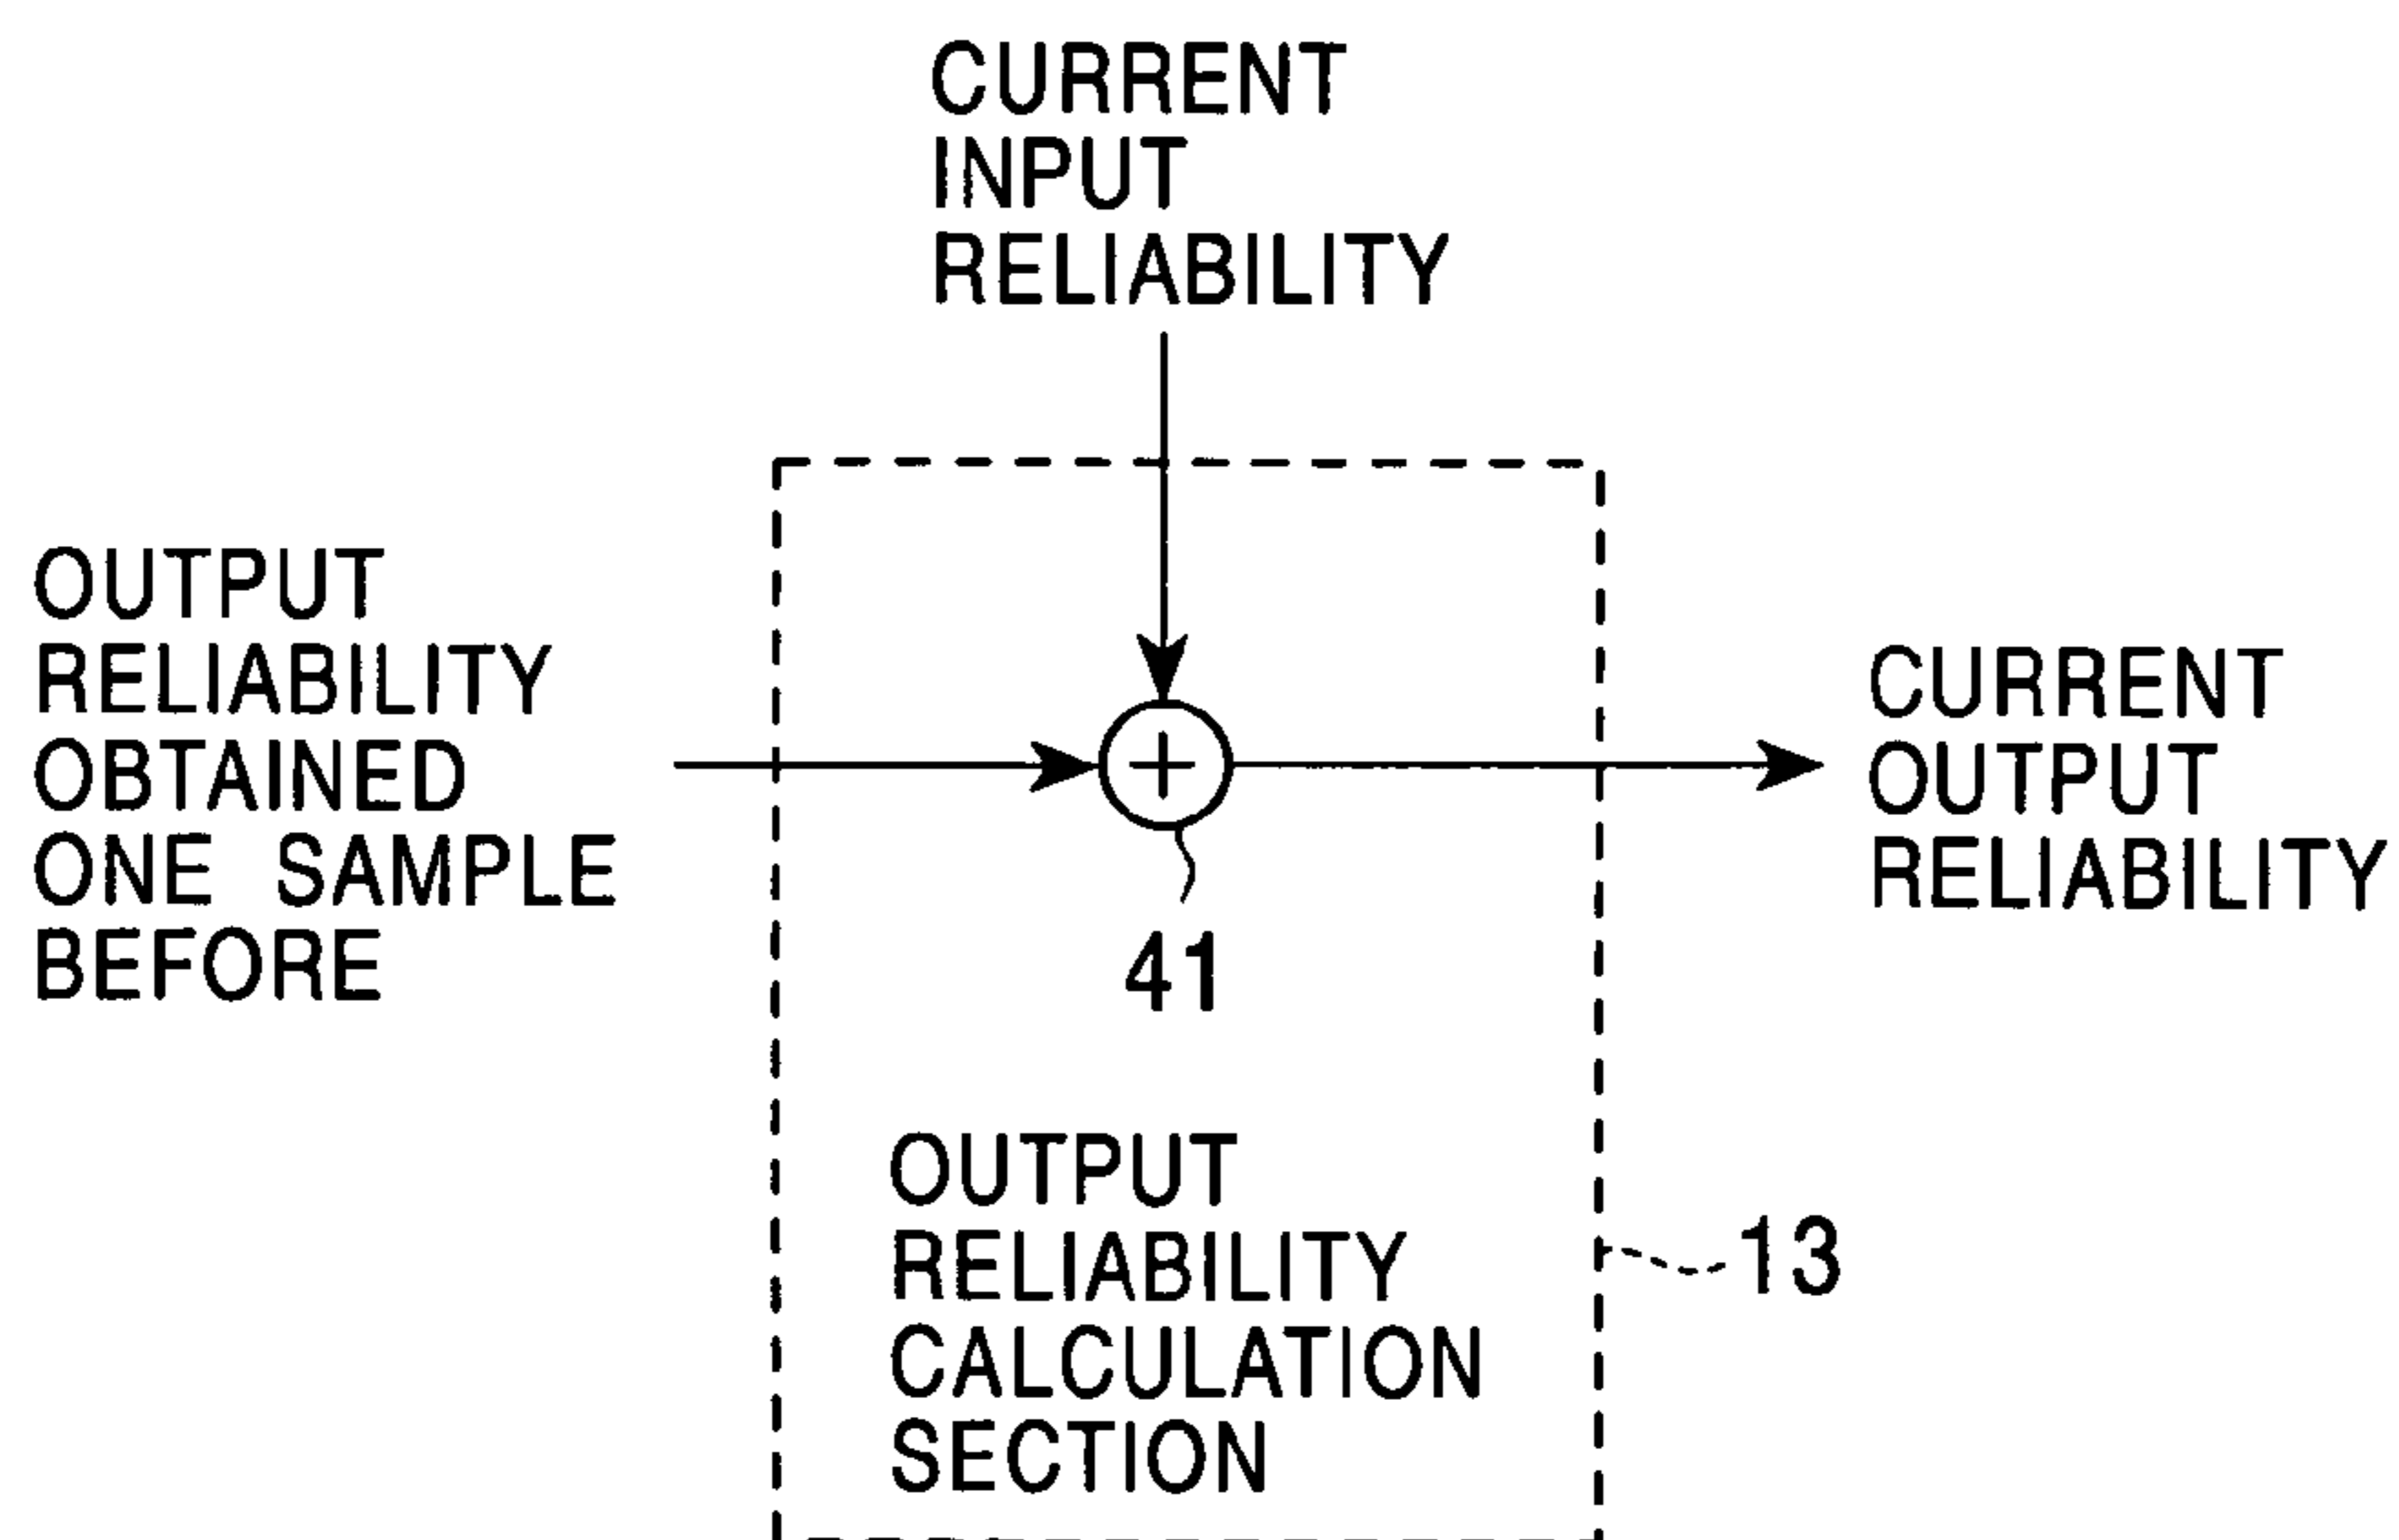 CURRENT
INPUT
RELIABILITY
OUTPUT
RELIABILITY
OBTAINED
ONE SAMPLE
BEFORE
CURRENT
OUTPUT
RELIABILITY
41
OUTPUT
RELIABILITY
CALCULATION
SECTION
13